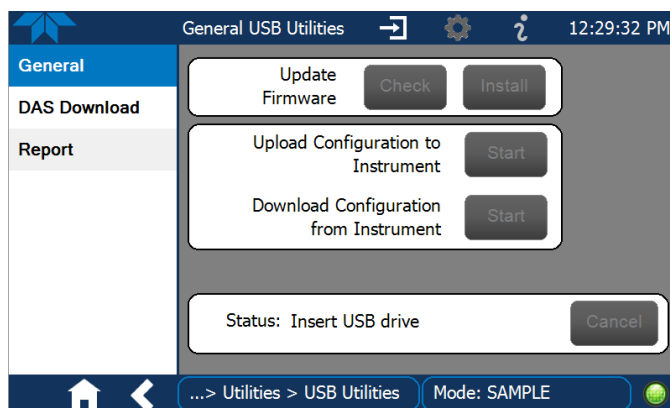 General USB Utilities
12:29:32 PM
General
DAS Download
Report
Update
Firmware
Check
Install
Upload Configuration to
Instrument
Start
Download Configuration
from Instrument
Start
Status: Insert USB drive
Cancel
...> Utilities > USB Utilities
Mode: SAMPLE